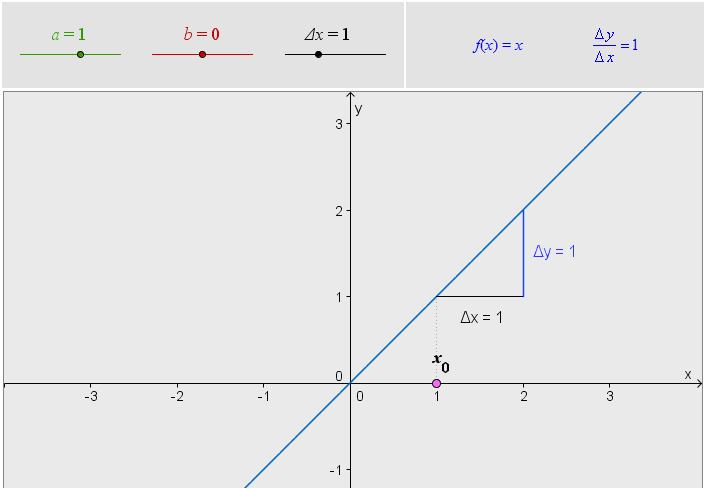 a = 1 b = 0 Δx = 1
f(x) = x Δy/Δx = 1
y
3
2
Δy = 1
1
Δx = 1
x₀
0 x
-3 -2 -1 0 1 2 3
-1